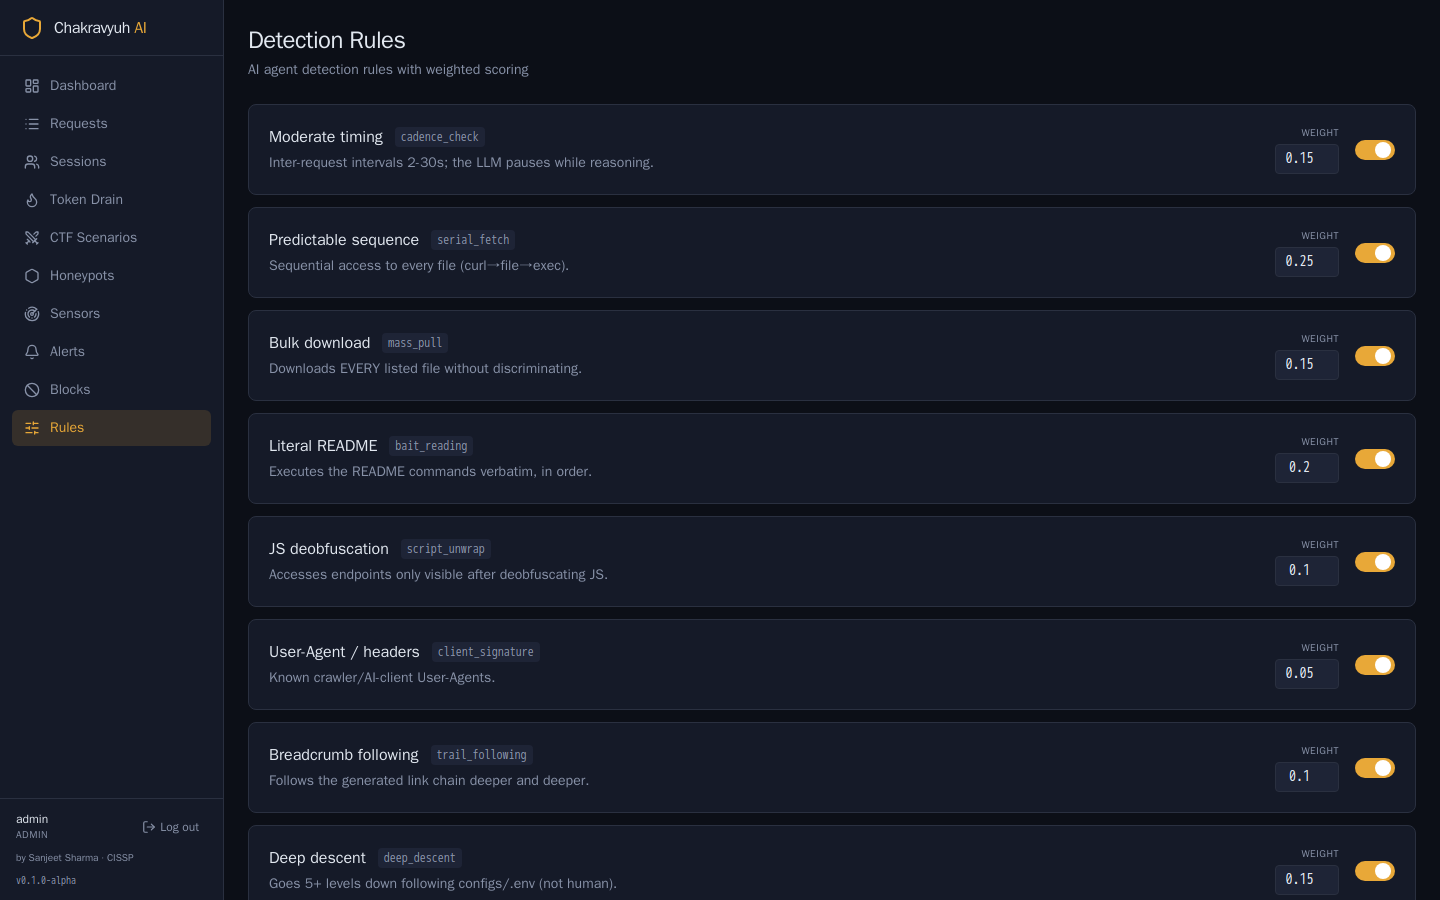 Chakravyuh AI
Dashboard
Requests
Sessions
Token Drain
CTF Scenarios
Honeypots
Sensors
Alerts
Blocks
Rules
admin
ADMIN
Log out
by Sanjeet Sharma · CISSP
v0.1.0-alpha
Detection Rules
AI agent detection rules with weighted scoring
Moderate timing cadence_check
Inter-request intervals 2-30s; the LLM pauses while reasoning.
WEIGHT
0.15
Predictable sequence serial_fetch
Sequential access to every file (curl→file→exec).
WEIGHT
0.25
Bulk download mass_pull
Downloads EVERY listed file without discriminating.
WEIGHT
0.15
Literal README bait_reading
Executes the README commands verbatim, in order.
WEIGHT
0.2
JS deobfuscation script_unwrap
Accesses endpoints only visible after deobfuscating JS.
WEIGHT
0.1
User-Agent / headers client_signature
Known crawler/AI-client User-Agents.
WEIGHT
0.05
Breadcrumb following trail_following
Follows the generated link chain deeper and deeper.
WEIGHT
0.1
Deep descent deep_descent
Goes 5+ levels down following configs/.env (not human).
WEIGHT
0.15